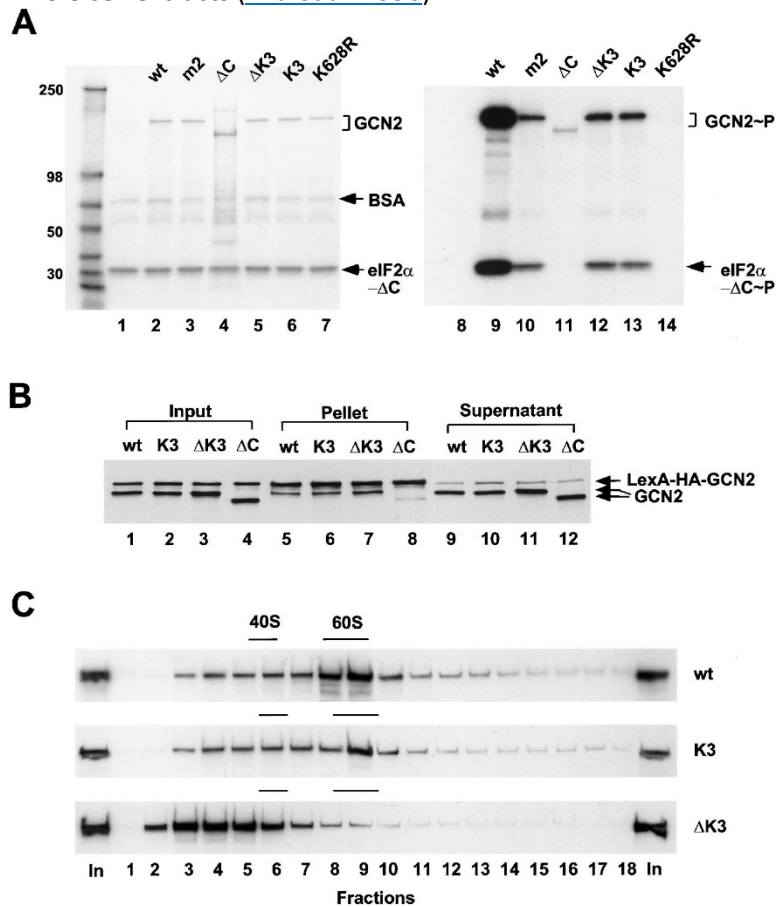 A
wt m2 ΔC ΔK3 K3 K628R
wt m2 ΔC ΔK3 K3 K628R
250
98
50
30
GCN2
BSA
eIF2α
–ΔC
GCN2~P
eIF2α
–ΔC~P
1 2 3 4 5 6 7
8 9 10 11 12 13 14
B
Input Pellet Supernatant
wt K3 ΔK3 ΔC wt K3 ΔK3 ΔC wt K3 ΔK3 ΔC
LexA-HA-GCN2
GCN2
1 2 3 4 5 6 7 8 9 10 11 12
C
40S 60S
wt
K3
ΔK3
In 1 2 3 4 5 6 7 8 9 10 11 12 13 14 15 16 17 18 In
Fractions